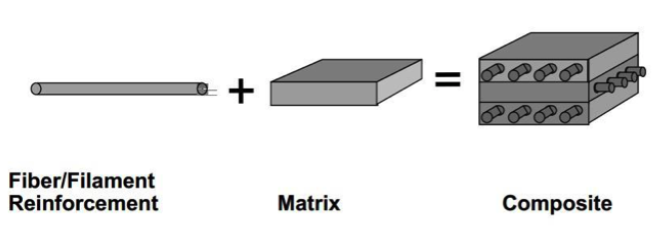 +
=
Fiber/Filament
Reinforcement
Matrix
Composite